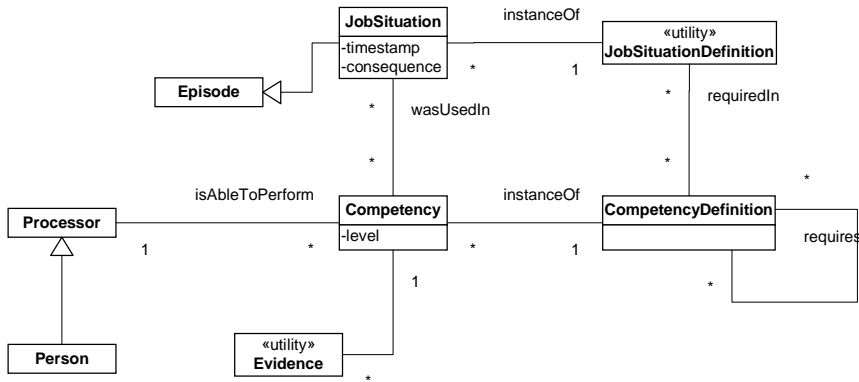 JobSituation
-timestamp
-consequence
instanceOf
*
1
«utility»
JobSituationDefinition
Episode
*
wasUsedIn
*
*
requiredIn
*
Processor
isAbleToPerform
1
*
Competency
-level
instanceOf
*
1
CompetencyDefinition
*
requires
*
1
Person
«utility»
Evidence
*